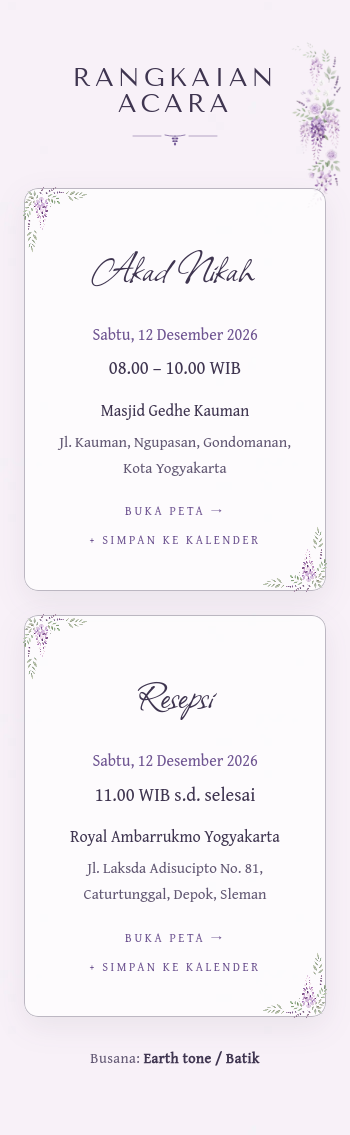 RANGKAIAN
ACARA
Akad Nikah
Sabtu, 12 Desember 2026
08.00 – 10.00 WIB
Masjid Gedhe Kauman
Jl. Kauman, Ngupasan, Gondomanan,
Kota Yogyakarta
BUKA PETA →
+ SIMPAN KE KALENDER
Resepsi
Sabtu, 12 Desember 2026
11.00 WIB s.d. selesai
Royal Ambarrukmo Yogyakarta
Jl. Laksda Adisucipto No. 81,
Caturtunggal, Depok, Sleman
BUKA PETA →
+ SIMPAN KE KALENDER
Busana: Earth tone / Batik